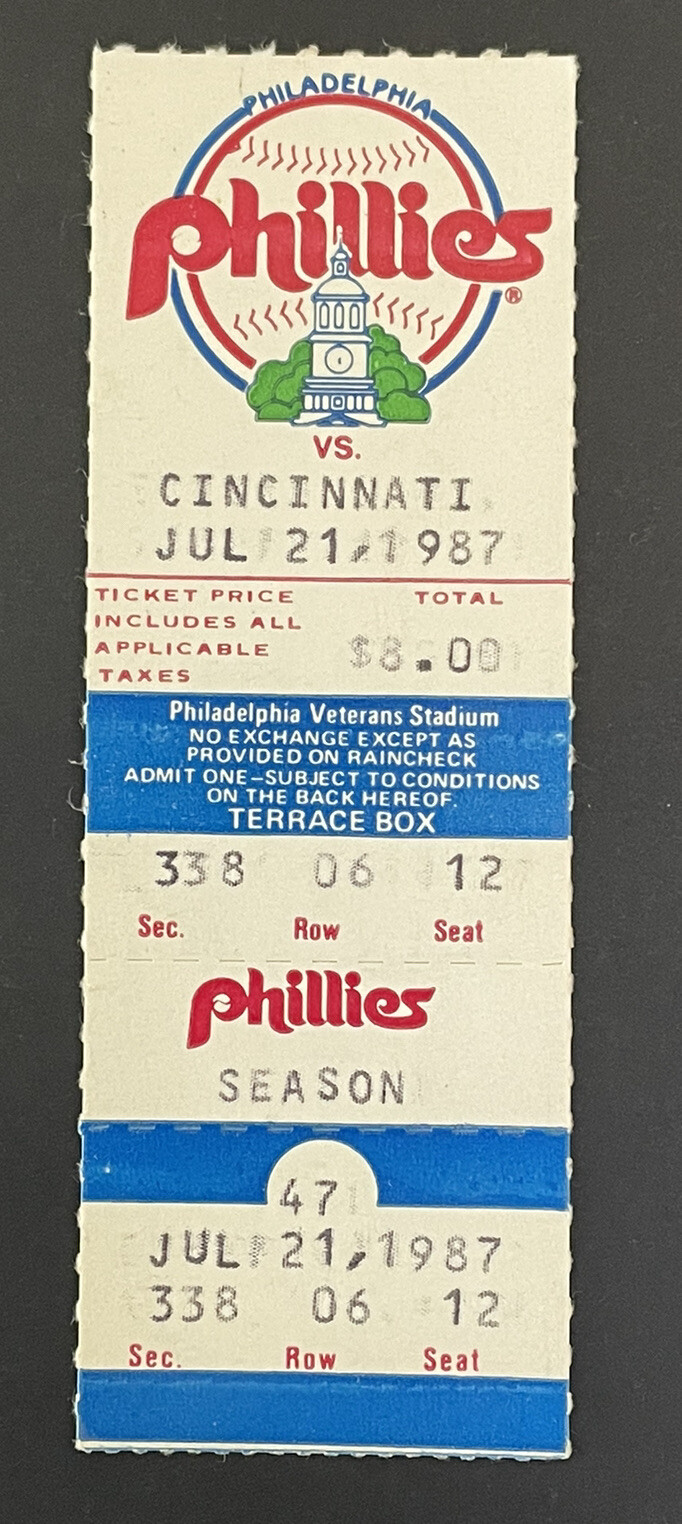 PHILADELPHIA
Phillies®
VS.
CINCINNATI
JUL 21,1987
TICKET PRICE TOTAL
INCLUDES ALL
APPLICABLE $8.00
TAXES
Philadelphia Veterans Stadium
NO EXCHANGE EXCEPT AS
PROVIDED ON RAINCHECK
ADMIT ONE–SUBJECT TO CONDITIONS
ON THE BACK HEREOF.
TERRACE BOX
338 06 12
Sec. Row Seat
Phillies
SEASON
47
JUL 21,1987
338 06 12
Sec. Row Seat